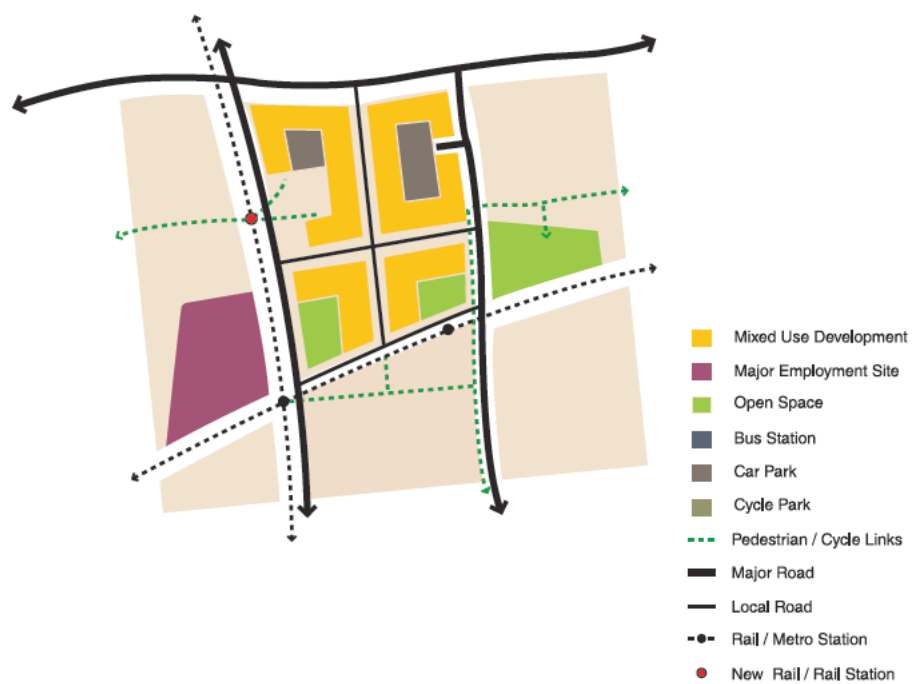 Mixed Use Development
Major Employment Site
Open Space
Bus Station
Car Park
Cycle Park
Pedestrian / Cycle Links
Major Road
Local Road
Rail / Metro Station
New Rail / Rail Station